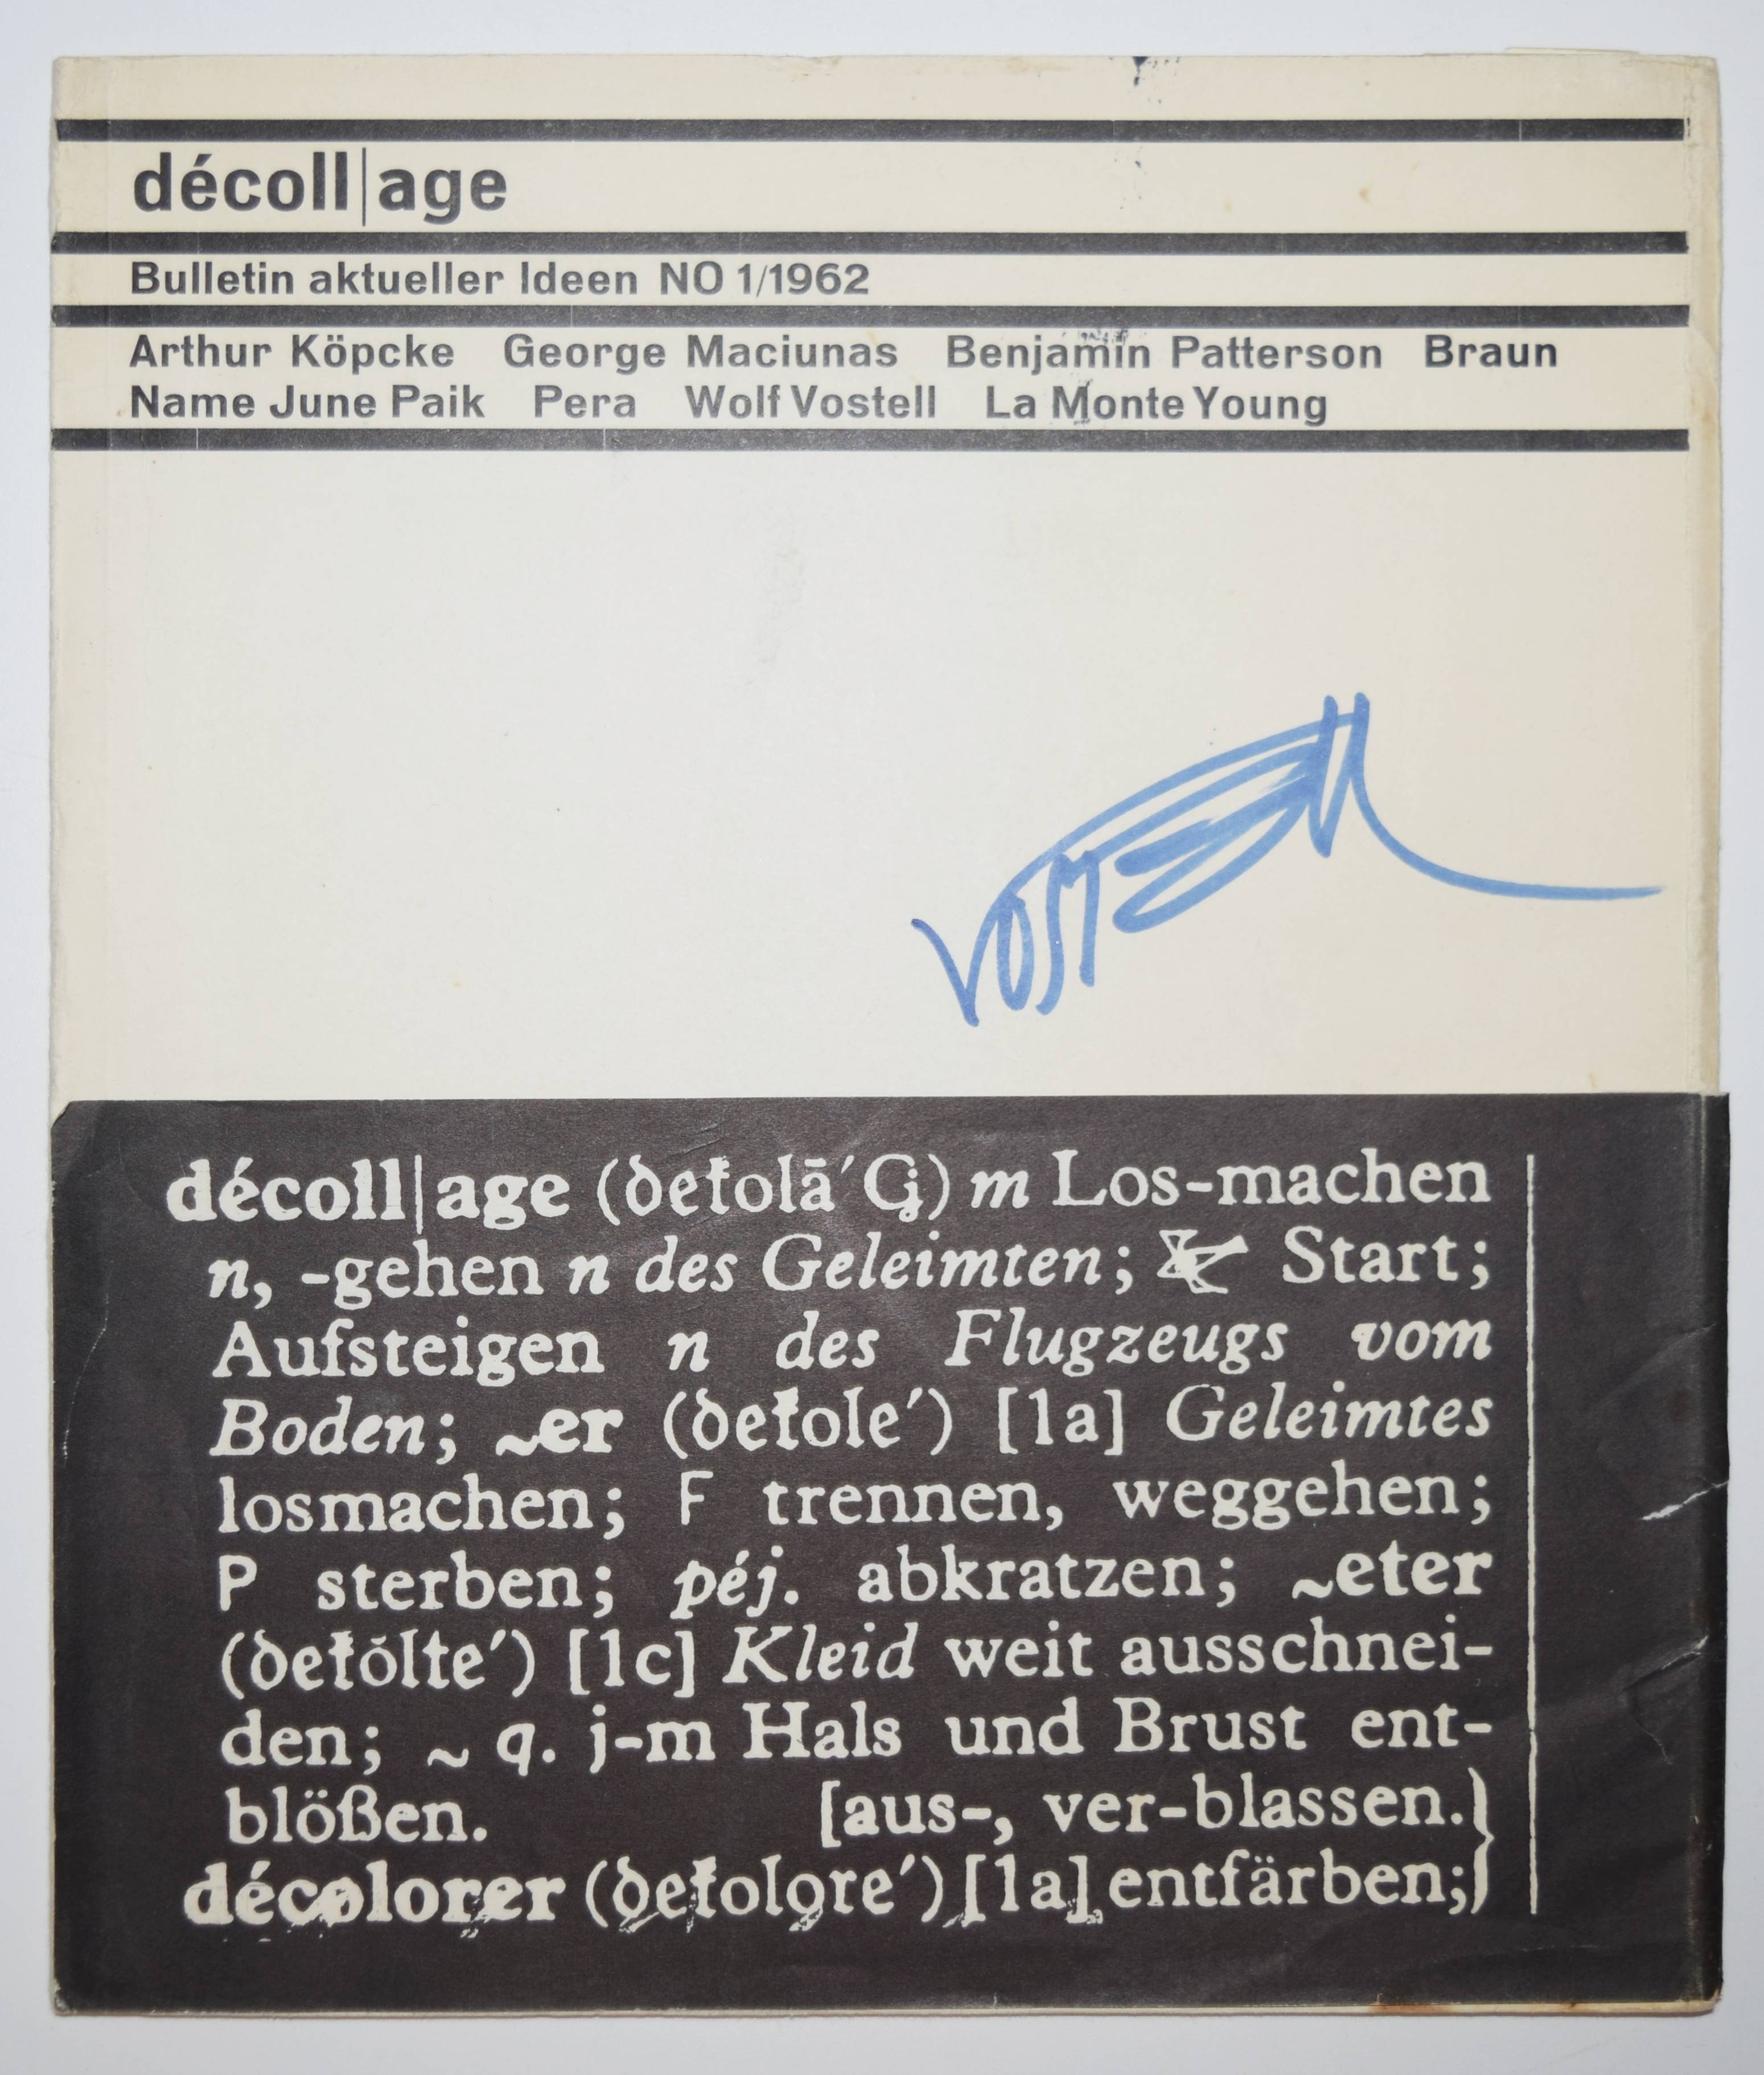 décoll|age
Bulletin aktueller Ideen NO 1/1962
Arthur Köpcke George Maciunas Benjamin Patterson Braun
Name June Paik Pera Wolf Vostell La Monte Young
VOSTEll
décoll|age (dekolā′Ģ) m Los-machen
n, -gehen n des Geleimten; Start;
Aufsteigen n des Flugzeugs vom
Boden; ~er (dekole′) [1a] Geleimtes
losmachen; F trennen, weggehen;
P sterben; péj. abkratzen; ~eter
(dekŏlte′) [1c] Kleid weit ausschnei-
den; ~ q. j-m Hals und Brust ent-
blößen. [aus-, ver-blassen.}
décolorer (dekolore′) [1a] entfärben;}